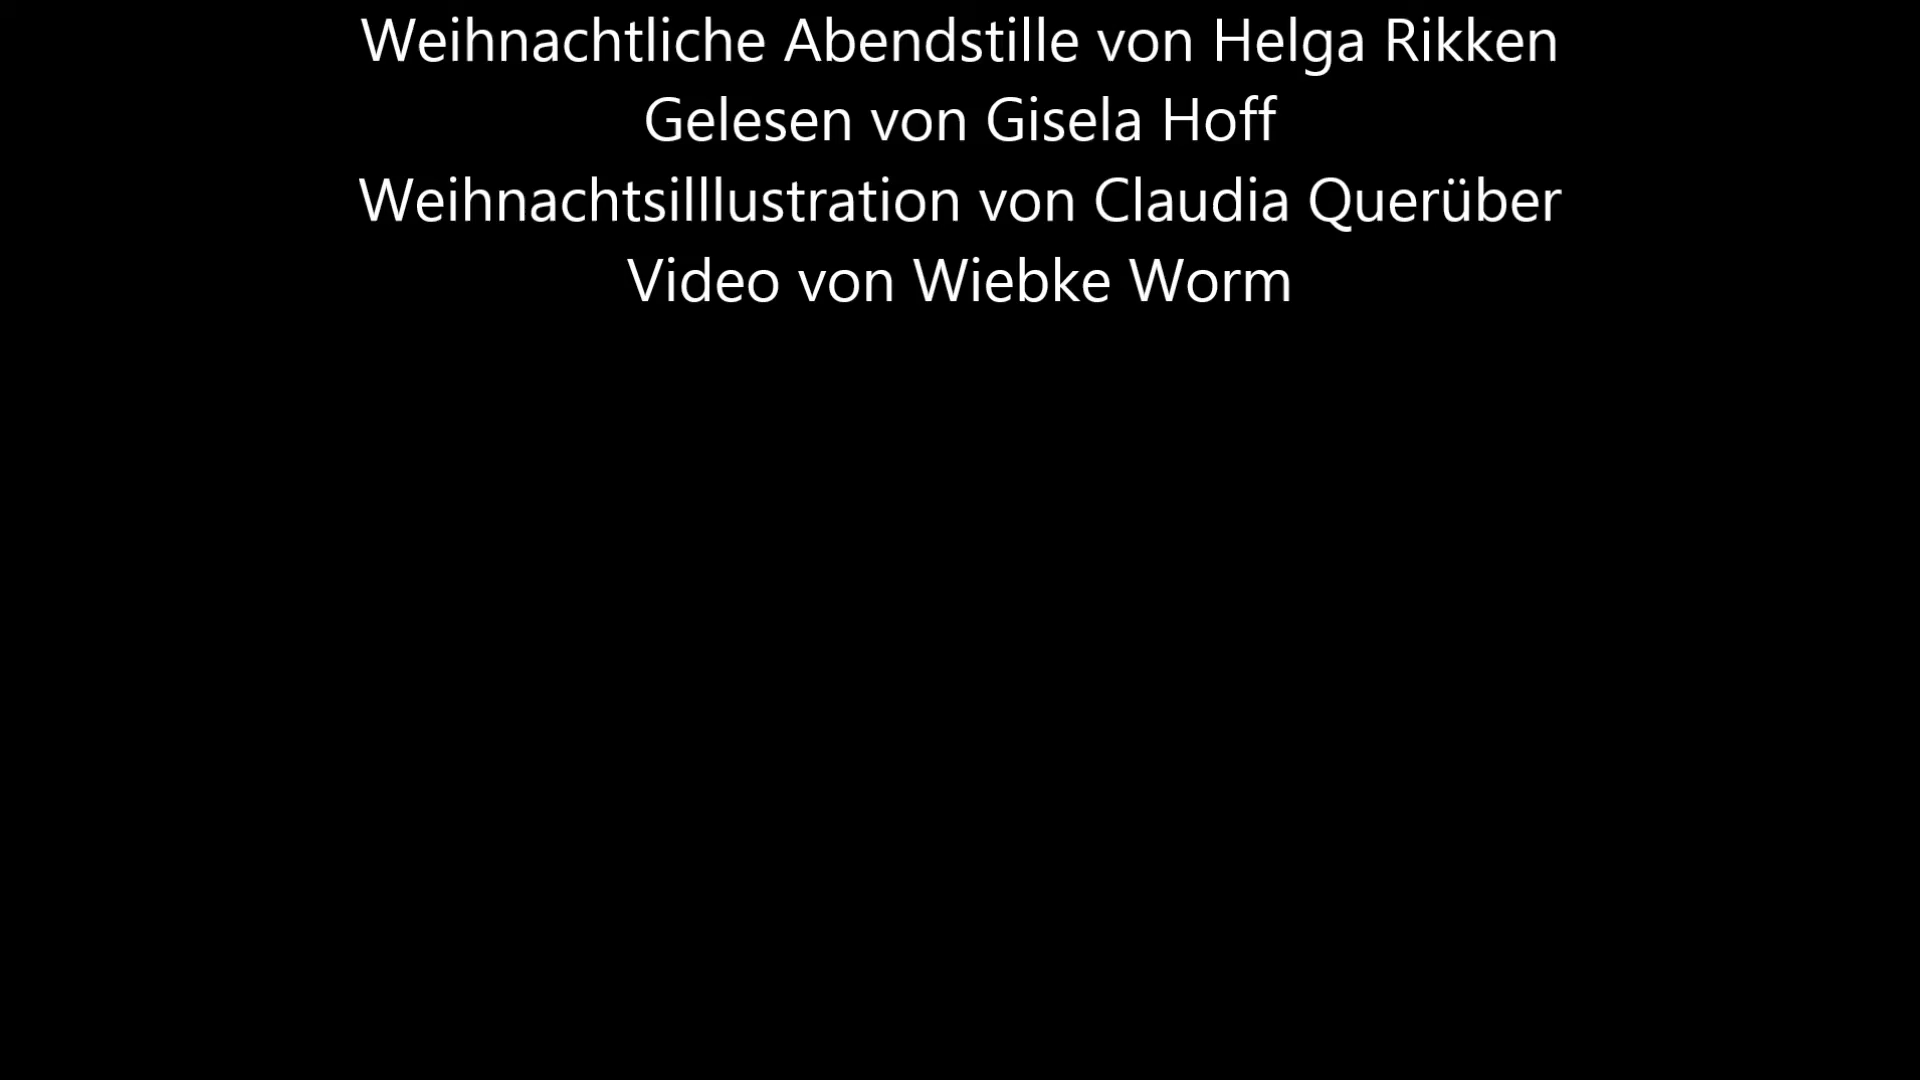 Weihnachtliche Abendstille von Helga Rikken
Gelesen von Gisela Hoff
Weihnachtsilllustration von Claudia Querüber
Video von Wiebke Worm